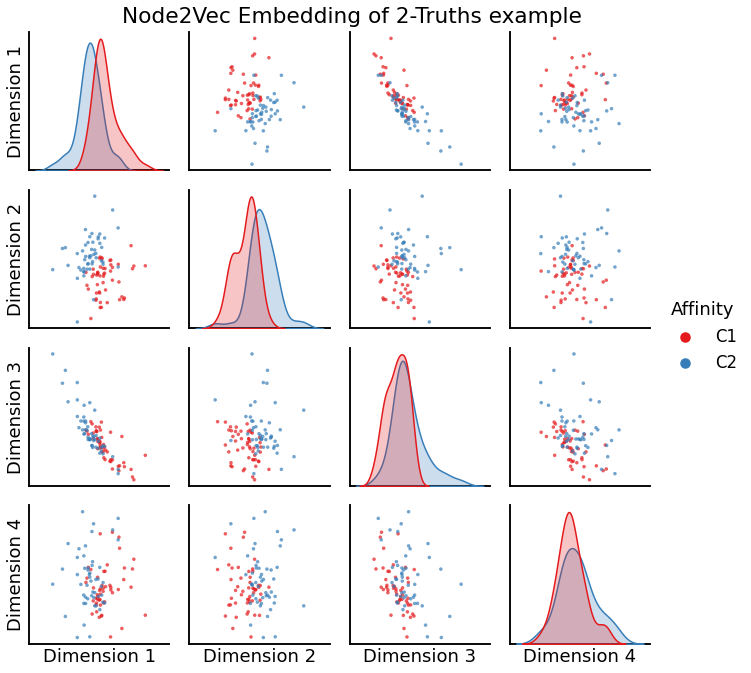 Node2Vec Embedding of 2-Truths example
Dimension 1
Dimension 2
Dimension 3
Dimension 4
Affinity
C1
C2
Dimension 1
Dimension 2
Dimension 3
Dimension 4